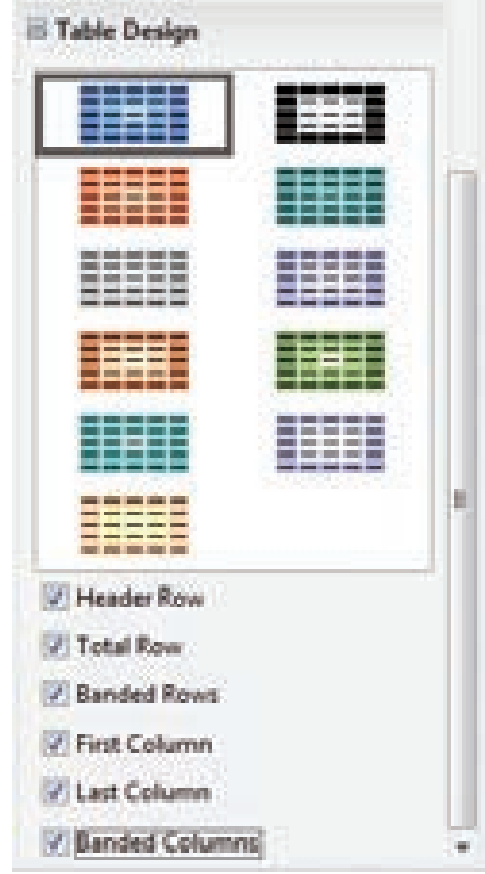 Table Design
Header Row
Total Row
Banded Rows
First Column
Last Column
Banded Columns